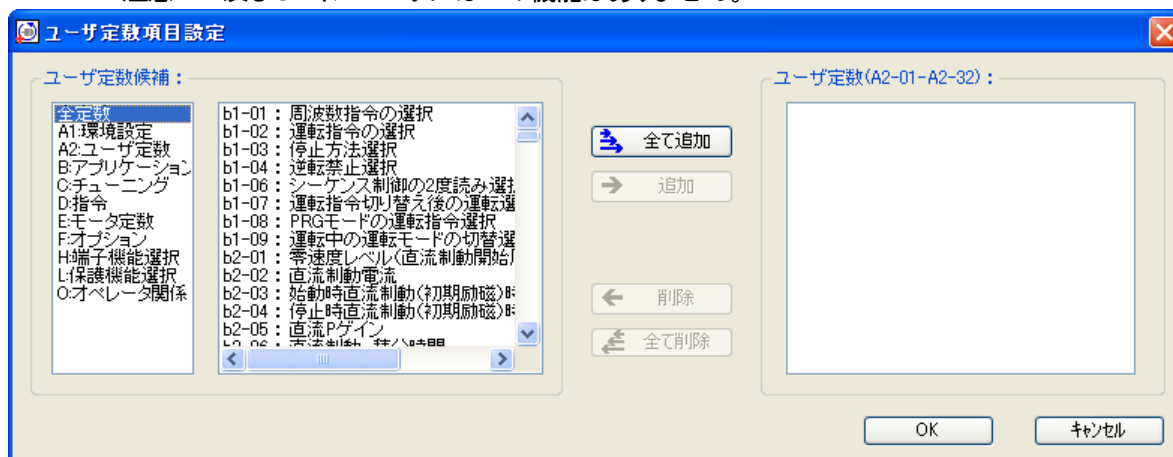 ユーザ定数項目設定
ユーザ定数候補：
全定数
A1:環境設定
A2:ユーザ定数
B:アプリケーション
C:チューニング
D:指令
E:モータ定数
F:オプション
H:端子機能選択
L:保護機能選択
O:オペレータ関係
b1-01：周波数指令の選択
b1-02：運転指令の選択
b1-03：停止方法選択
b1-04：逆転禁止選択
b1-06：シーケンス制御の2度読み選
b1-07：運転指令切り替え後の運転選
b1-08：PRGモードの運転指令選択
b1-09：運転中の運転モードの切替選
b2-01：零速度レベル(直流制動開始
b2-02：直流制動電流
b2-03：始動時直流制動(初期励磁)
b2-04：停止時直流制動(初期励磁)
b2-05：直流Pゲイン
全て追加
追加
削除
全て削除
ユーザ定数(A2-01-A2-32)：
OK
キャンセル